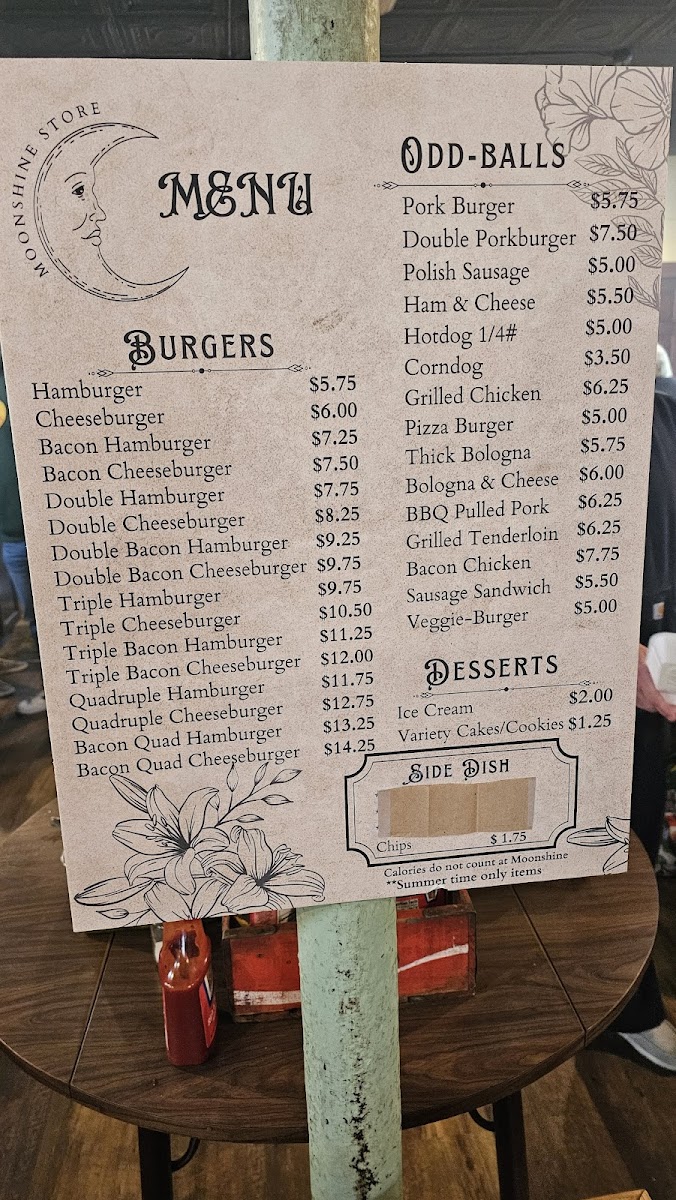 MOONSHINE STORE
MENU
BURGERS
Hamburger $5.75
Cheeseburger $6.00
Bacon Hamburger $7.25
Bacon Cheeseburger $7.50
Double Hamburger $7.75
Double Cheeseburger $8.25
Double Bacon Hamburger $9.25
Double Bacon Cheeseburger $9.75
Triple Hamburger $9.75
Triple Cheeseburger $10.50
Triple Bacon Hamburger $11.25
Triple Bacon Cheeseburger $12.00
Quadruple Hamburger $11.75
Quadruple Cheeseburger $12.75
Bacon Quad Hamburger $13.25
Bacon Quad Cheeseburger $14.25
ODD-BALLS
Pork Burger $5.75
Double Porkburger $7.50
Polish Sausage $5.00
Ham & Cheese $5.50
Hotdog 1/4# $5.00
Corndog $3.50
Grilled Chicken $6.25
Pizza Burger $5.00
Thick Bologna $5.75
Bologna & Cheese $6.00
BBQ Pulled Pork $6.25
Grilled Tenderloin $6.25
Bacon Chicken $7.75
Sausage Sandwich $5.50
Veggie-Burger $5.00
DESSERTS
Ice Cream $2.00
Variety Cakes/Cookies $1.25
SIDE DISH
Chips $1.75
Calories do not count at Moonshine
**Summer time only items